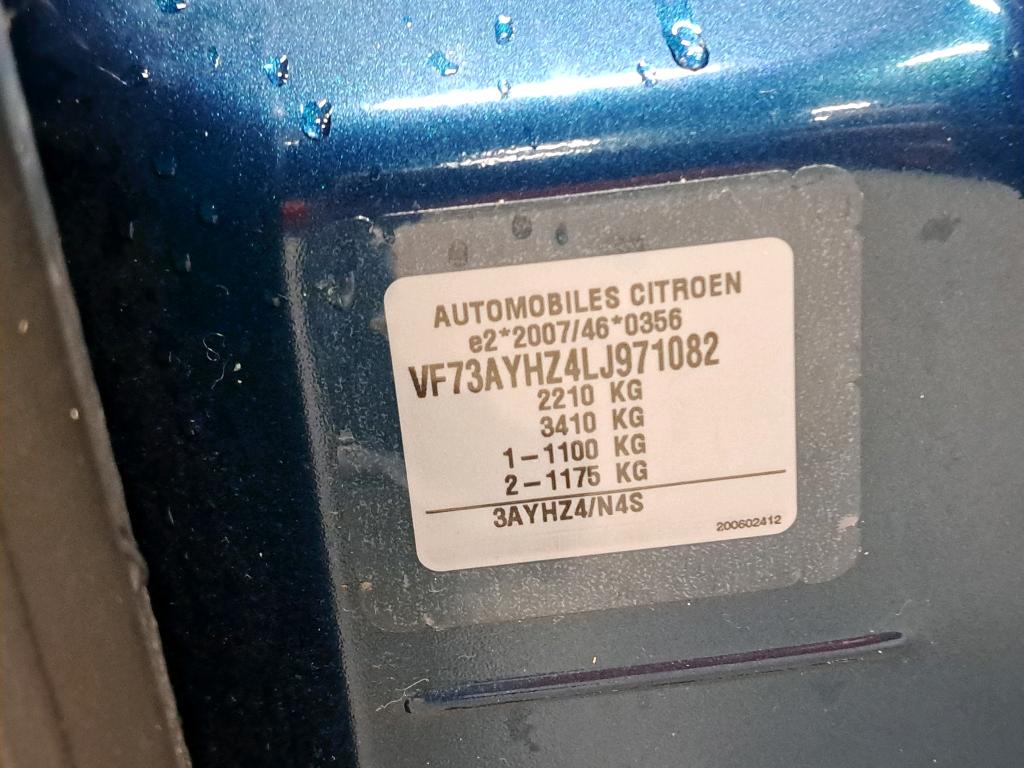 AUTOMOBILES CITROEN
e2*2007/46*0356
VF73AYHZ4LJ971082
2210 KG
3410 KG
1-1100 KG
2-1175 KG
3AYHZ4/N4S
200602412